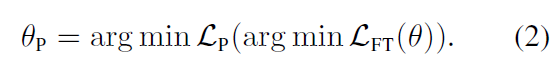 θ_P = arg min ℒ_P(arg min ℒ_FT(θ)). (2)